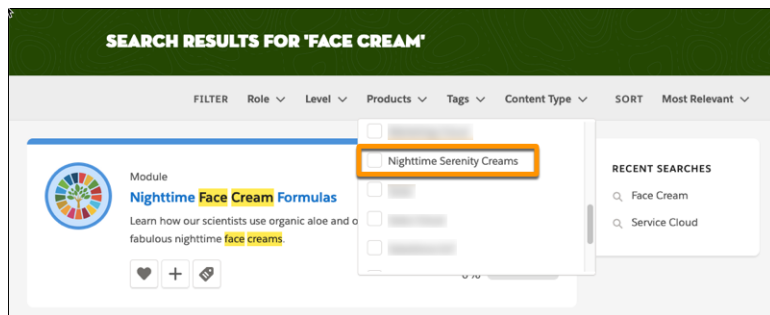 SEARCH RESULTS FOR 'FACE CREAM'
FILTER Role Level Products Tags Content Type SORT Most Relevant
Nighttime Serenity Creams
Module
Nighttime Face Cream Formulas
Learn how our scientists use organic aloe and o
fabulous nighttime face creams.
RECENT SEARCHES
Face Cream
Service Cloud